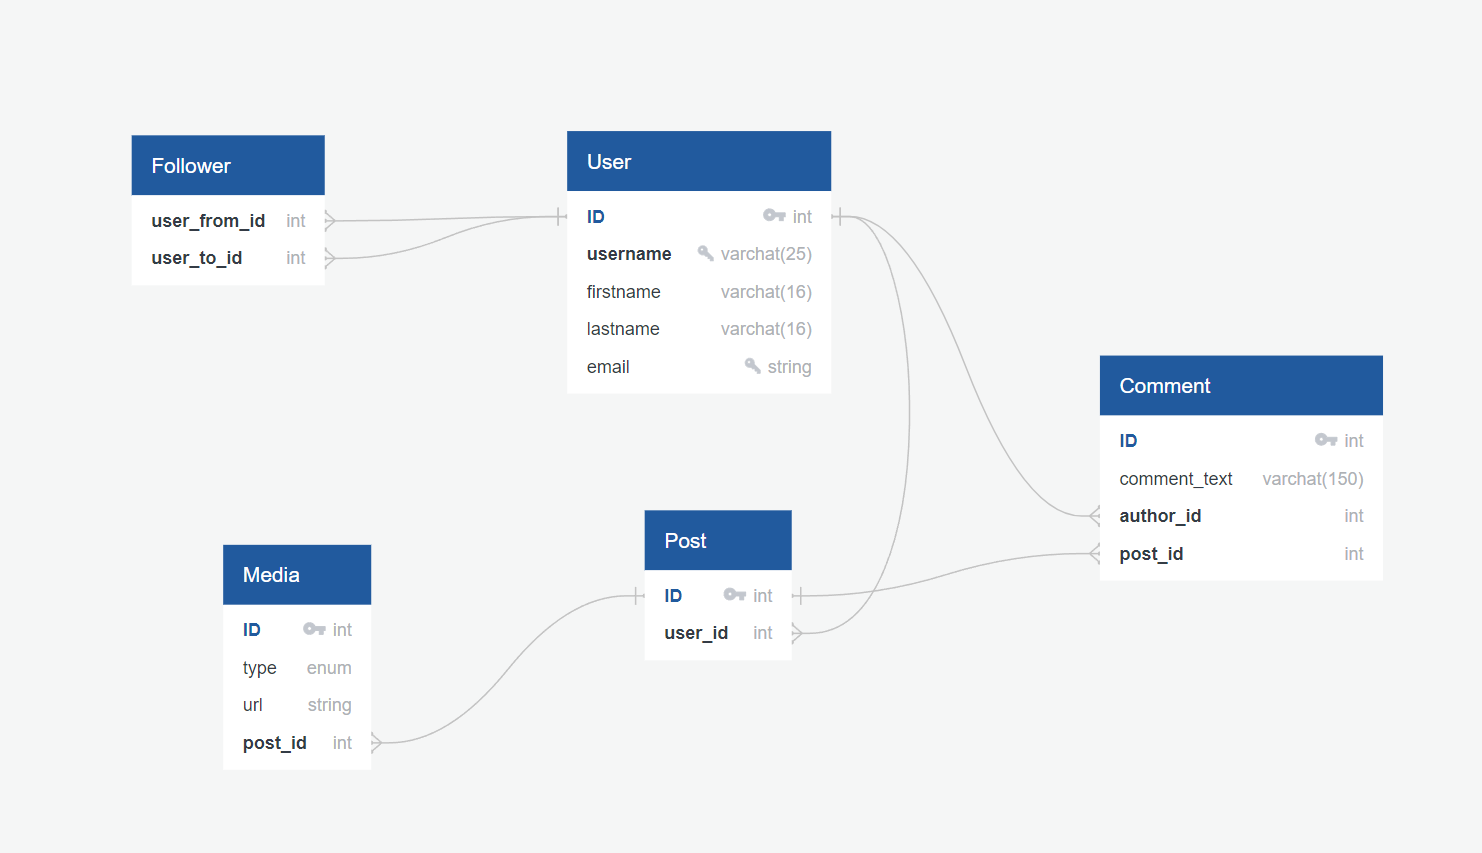 Follower
user_from_id int
user_to_id int
User
ID int
username varchat(25)
firstname varchat(16)
lastname varchat(16)
email string
Comment
ID int
comment_text varchat(150)
author_id int
post_id int
Post
ID int
user_id int
Media
ID int
type enum
url string
post_id int